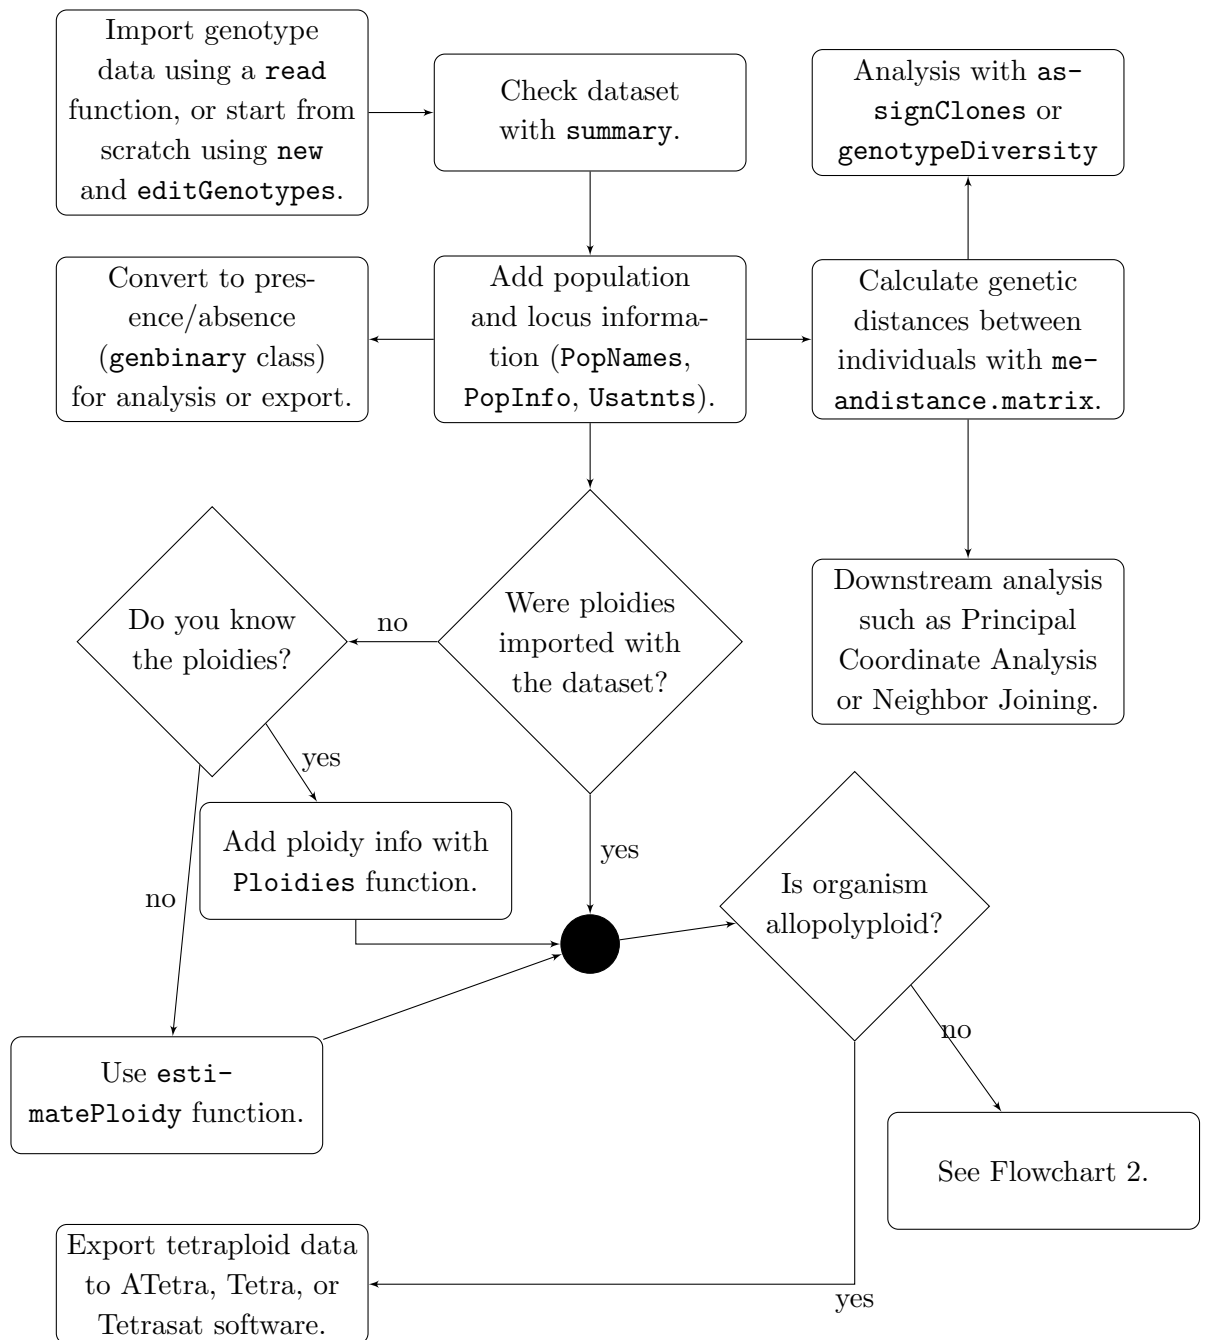 Import genotype
data using a read
function, or start from
scratch using new
and editGenotypes.
Check dataset
with summary.
Analysis with as-
signClones or
genotypeDiversity
Convert to pres-
ence/absence
(genbinary class)
for analysis or export.
Add population
and locus informa-
tion (PopNames,
PopInfo, Usatnts).
Calculate genetic
distances between
individuals with me-
andistance.matrix.
Do you know
the ploidies?
no
Were ploidies
imported with
the dataset?
Downstream analysis
such as Principal
Coordinate Analysis
or Neighbor Joining.
yes
Add ploidy info with
Ploidies function.
yes
no
Is organism
allopolyploid?
no
Use esti-
matePloidy function.
See Flowchart 2.
Export tetraploid data
to ATetra, Tetra, or
Tetrasat software.
yes